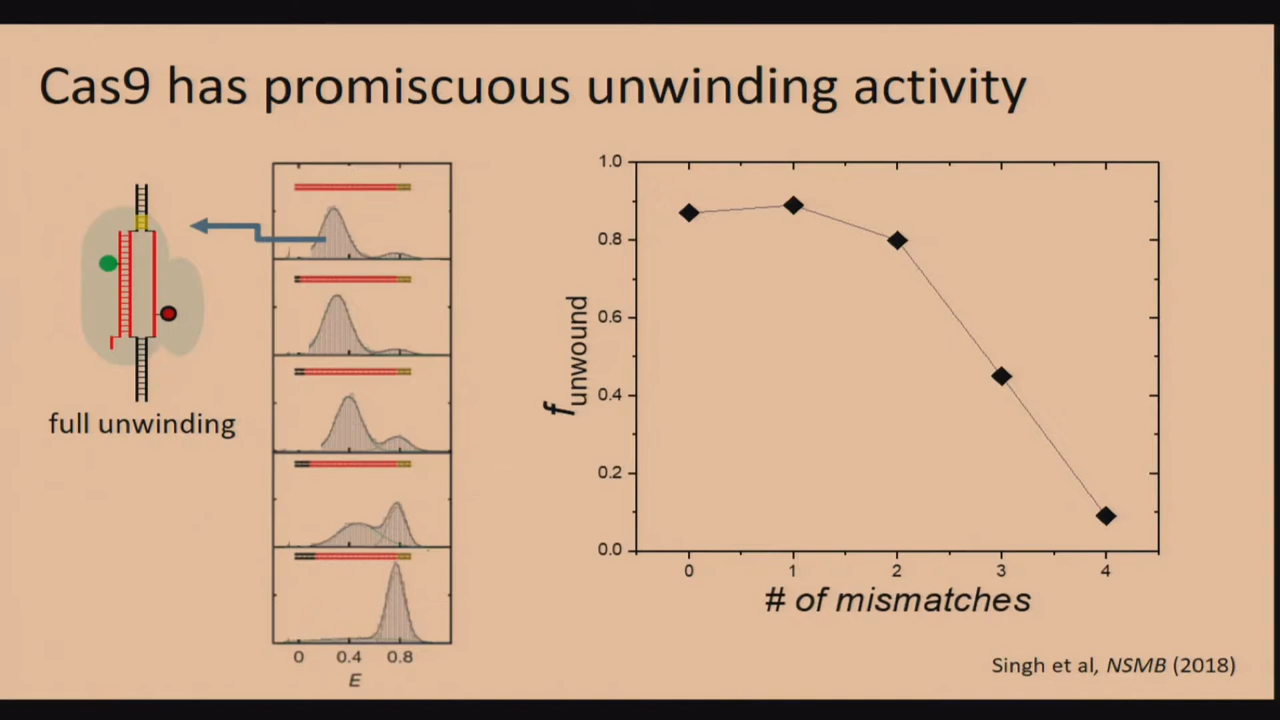 Cas9 has promiscuous unwinding activity
full unwinding
0 0.4 0.8
E
1.0
0.8
0.6
0.4
0.2
0.0
f unwound
0 1 2 3 4
# of mismatches
Singh et al, NSMB (2018)